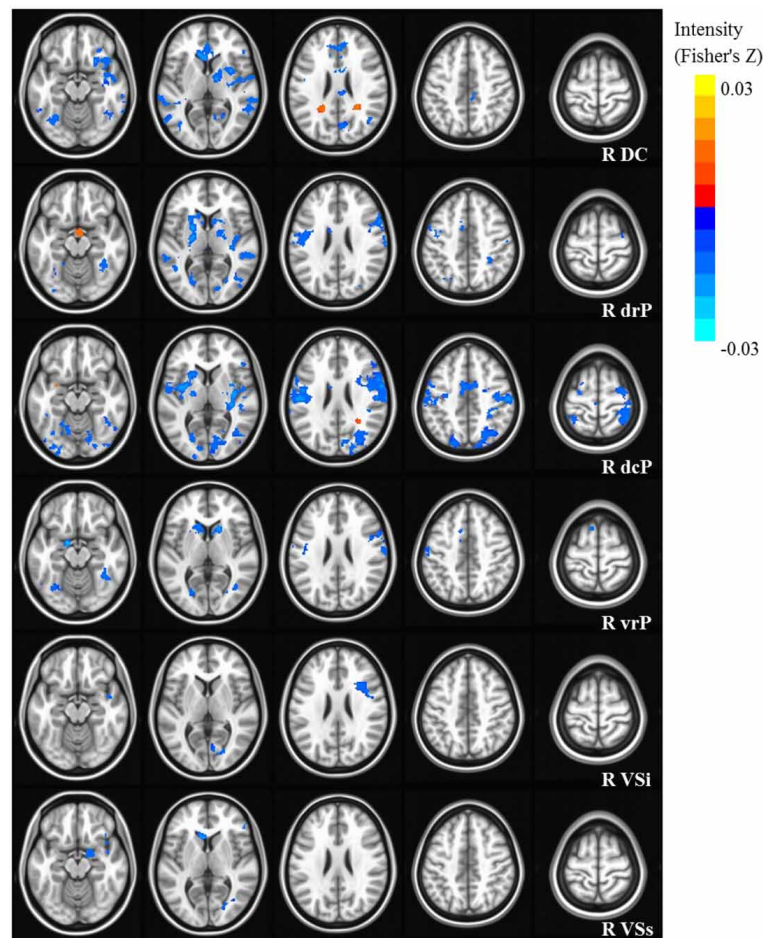 Intensity
(Fisher's Z)
0.03
-0.03
R DC
R drP
R dcP
R vrP
R VSi
R VSs